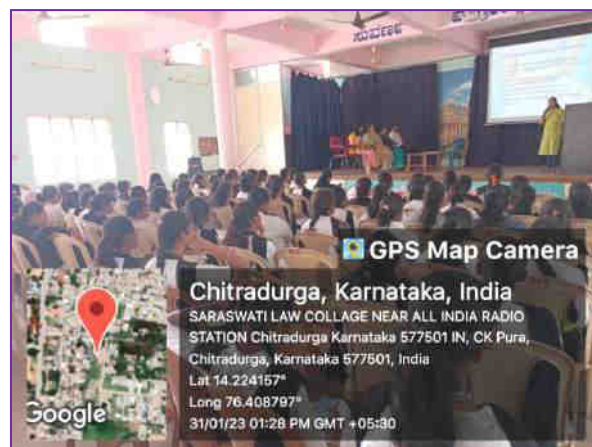 ಸುವರ್ಣ
GPS Map Camera
Chitradurga, Karnataka, India
SARASWATI LAW COLLAGE NEAR ALL INDIA RADIO
STATION Chitradurga Karnataka 577501 IN, CK Pura,
Chitradurga, Karnataka 577501, India
Lat 14.224157°
Long 76.408797°
31/01/23 01:28 PM GMT +05:30
Google